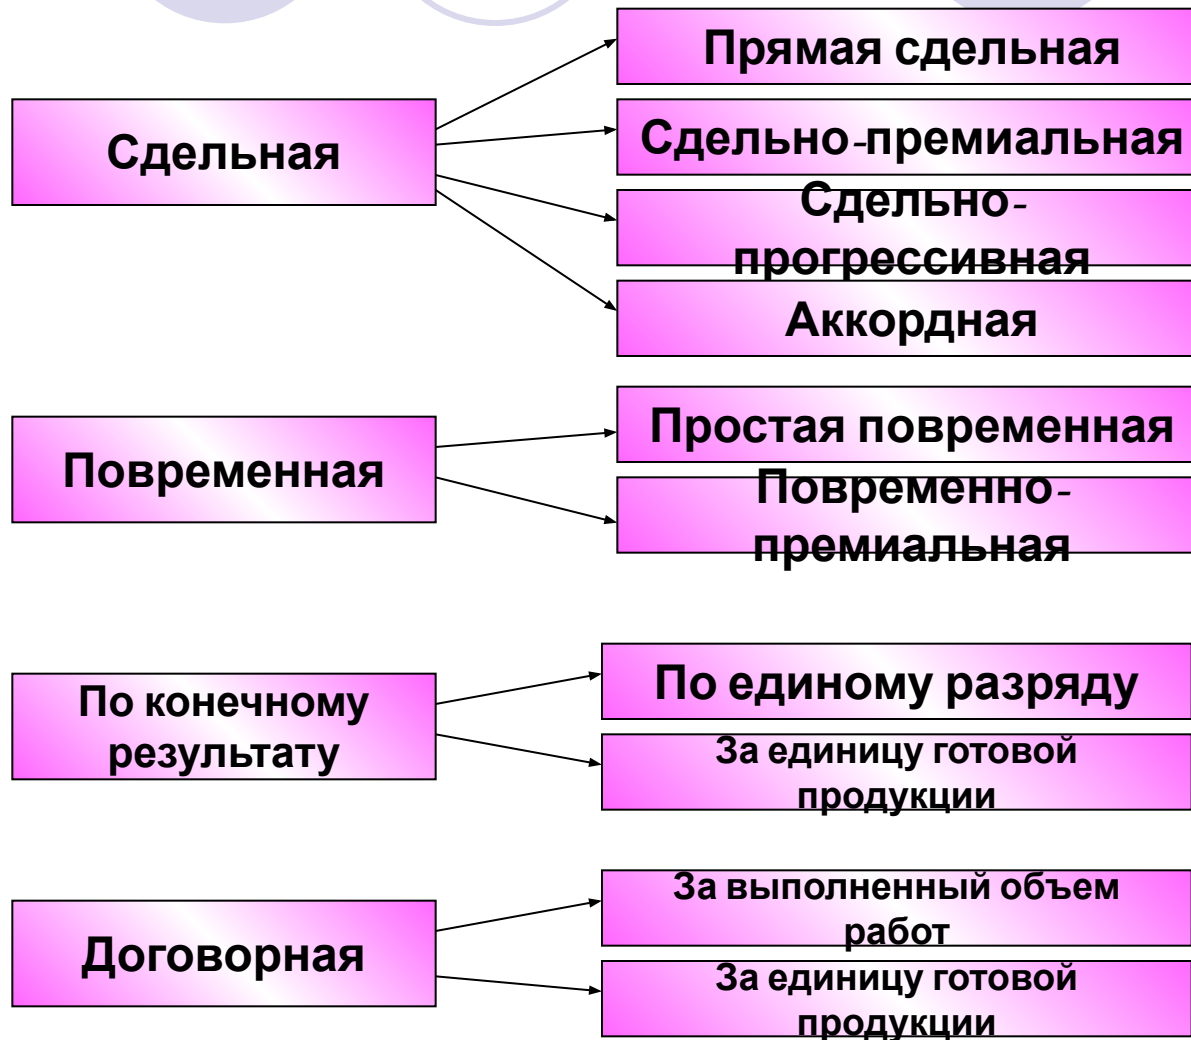 Сдельная
Прямая сдельная
Сдельно-премиальная
Сдельно-
прогрессивная
Аккордная
Повременная
Простая повременная
Повременно-
премиальная
По конечному
результату
По единому разряду
За единицу готовой
продукции
Договорная
За выполненный объем
работ
За единицу готовой
продукции